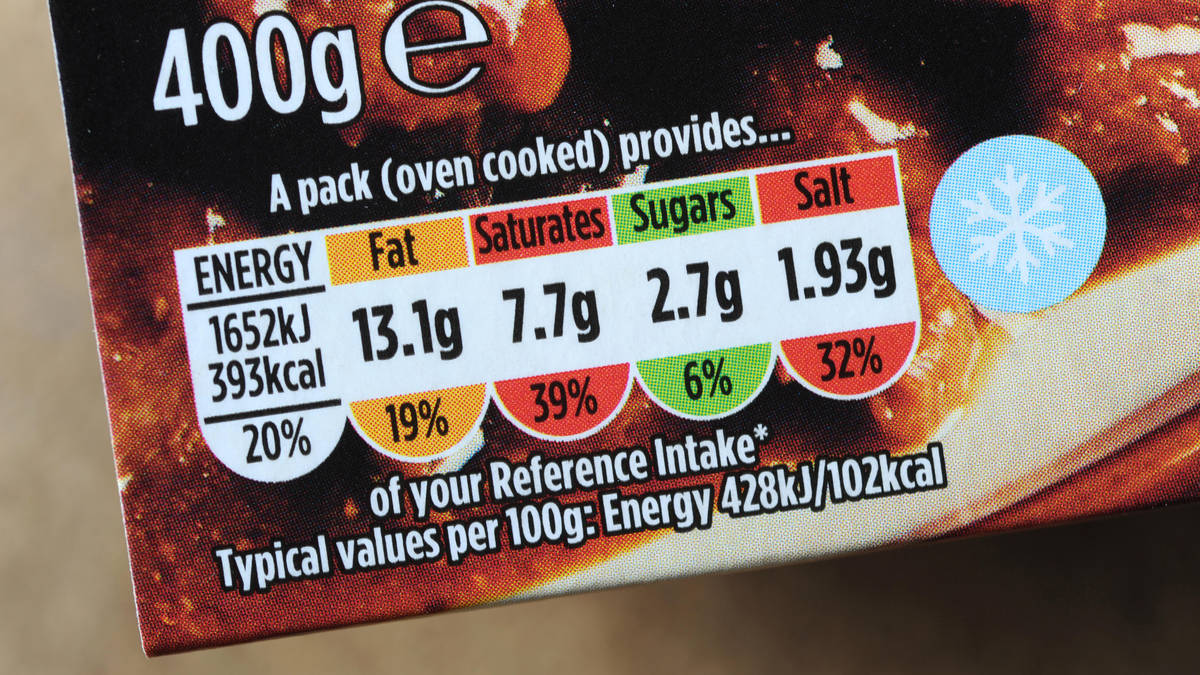 400g ℮
A pack (oven cooked) provides...
ENERGY Fat Saturates Sugars Salt
1652kJ 13.1g 7.7g 2.7g 1.93g
393kcal
20% 19% 39% 6% 32%
of your Reference Intake*
Typical values per 100g: Energy 428kJ/102kcal